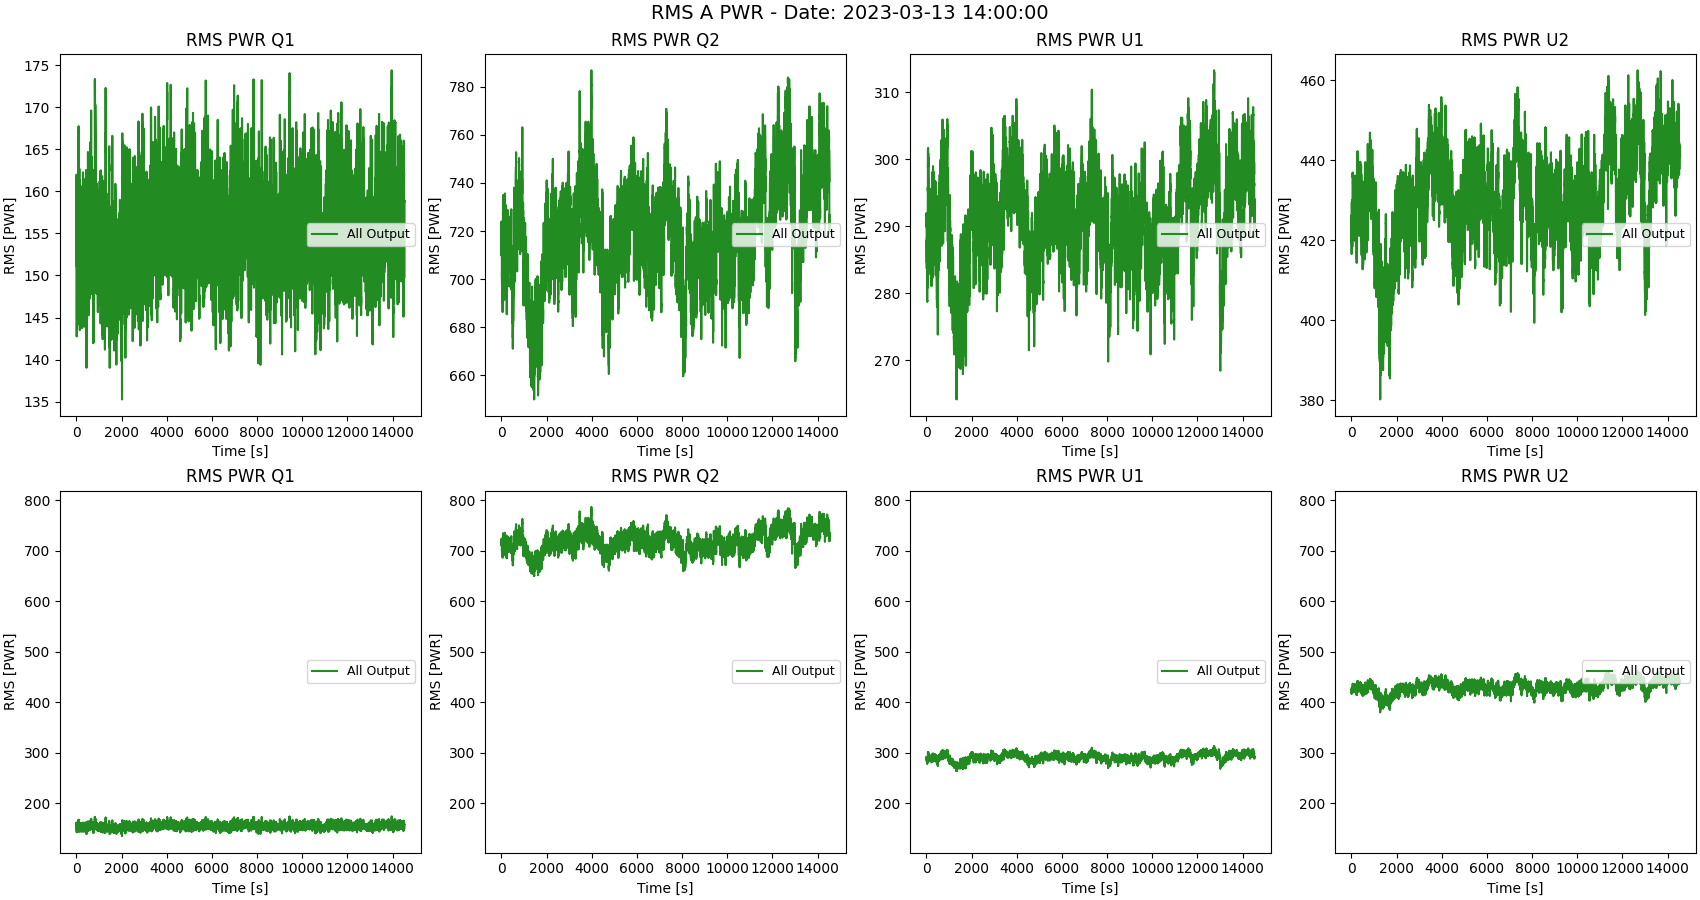 RMS A PWR - Date: 2023-03-13 14:00:00
RMS PWR Q1
RMS [PWR]
175
170
165
160
155
150
145
140
135
All Output
0 2000 4000 6000 8000 10000 12000 14000
Time [s]
RMS PWR Q2
RMS [PWR]
780
760
740
720
700
680
660
All Output
0 2000 4000 6000 8000 10000 12000 14000
Time [s]
RMS PWR U1
RMS [PWR]
310
300
290
280
270
All Output
0 2000 4000 6000 8000 10000 12000 14000
Time [s]
RMS PWR U2
RMS [PWR]
460
440
420
400
380
All Output
0 2000 4000 6000 8000 10000 12000 14000
Time [s]
RMS PWR Q1
RMS [PWR]
800
700
600
500
400
300
200
All Output
0 2000 4000 6000 8000 10000 12000 14000
Time [s]
RMS PWR Q2
RMS [PWR]
800
700
600
500
400
300
200
All Output
0 2000 4000 6000 8000 10000 12000 14000
Time [s]
RMS PWR U1
RMS [PWR]
800
700
600
500
400
300
200
All Output
0 2000 4000 6000 8000 10000 12000 14000
Time [s]
RMS PWR U2
RMS [PWR]
800
700
600
500
400
300
200
All Output
0 2000 4000 6000 8000 10000 12000 14000
Time [s]